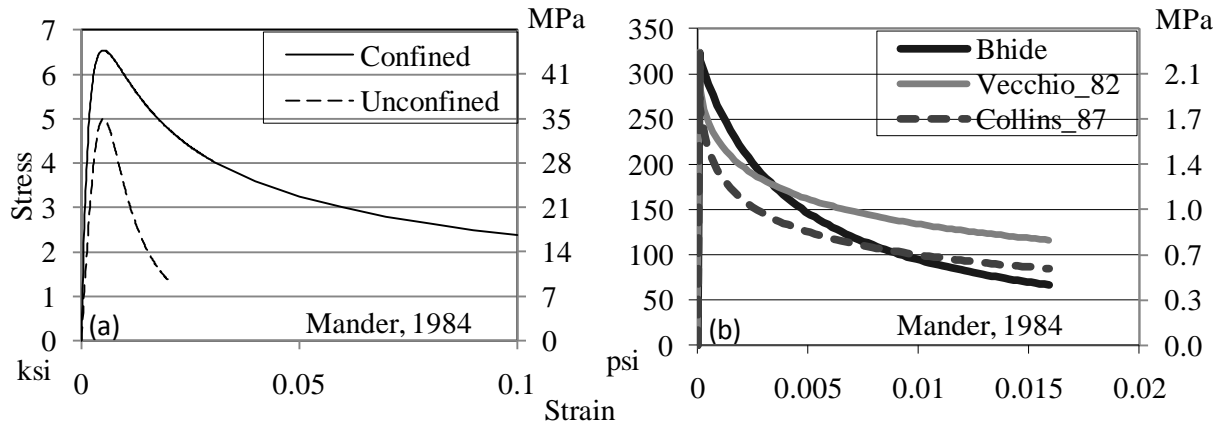 MPa
7
6
5
4
3
2
1
0
Stress
ksi
Confined
Unconfined
41
35
28
21
14
7
0
(a)
Mander, 1984
0
0.05
0.1
Strain
MPa
350
300
250
200
150
100
50
0
psi
Bhide
Vecchio_82
Collins_87
2.1
1.7
1.4
1.0
0.7
0.3
0.0
(b)
Mander, 1984
0
0.005
0.01
0.015
0.02